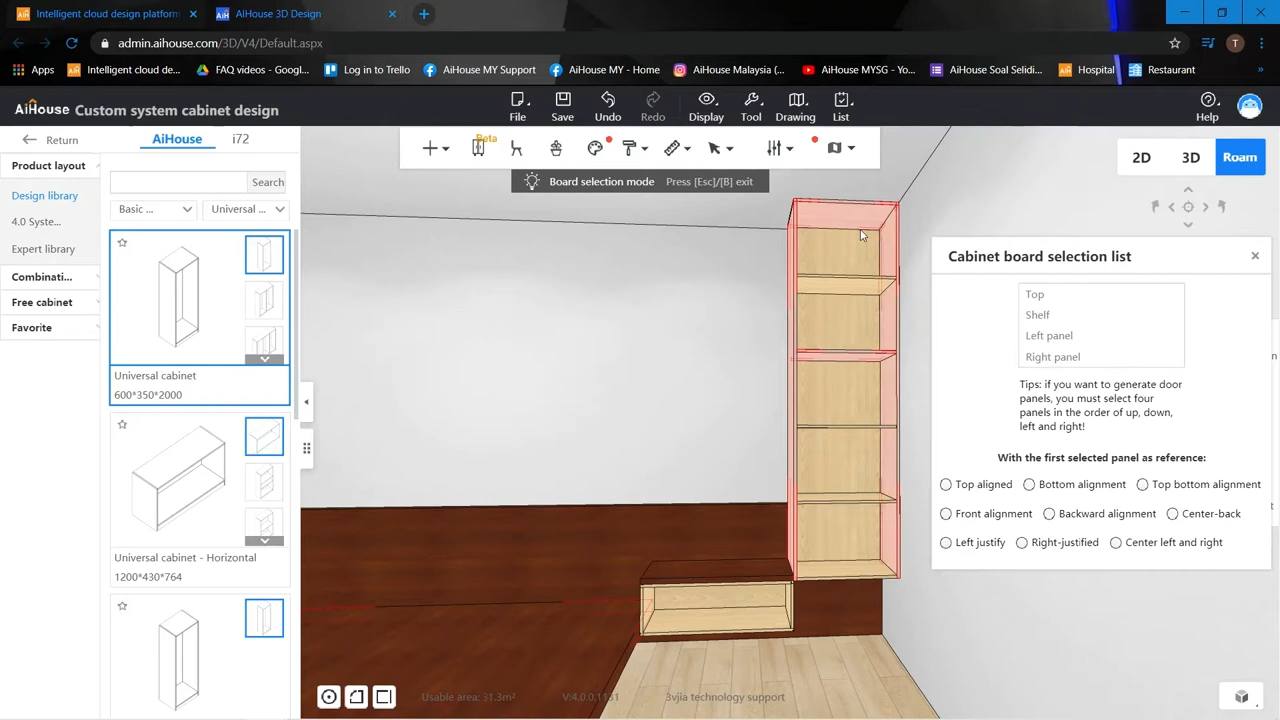 Intelligent cloud design platform
AIHouse 3D Design
admin.aihouse.com/3D/V4/Default.aspx
Apps
Intelligent cloud de...
FAQ videos - Googl...
Log in to Trello
AiHouse MY Support
AiHouse MY - Home
AiHouse Malaysia (...
AiHouse MYSG - Yo...
AiHouse Soal Selidi...
Hospital
Restaurant
T
AiHouse Custom system cabinet design
File
Save
Undo
Redo
Display
Tool
Drawing
List
Help
Return
AiHouse
i72
Product layout
Design library
4.0 Syste...
Expert library
Combinati...
Free cabinet
Favorite
Search
Basic ...
Universal ...
Universal cabinet
600*350*2000
Universal cabinet - Horizontal
1200*430*764
Beta
Board selection mode Press [Esc]/[B] exit
2D
3D
Roam
Cabinet board selection list
Top
Shelf
Left panel
Right panel
Tips: if you want to generate door
panels, you must select four
panels in the order of up, down,
left and right!
With the first selected panel as reference:
Top aligned
Bottom alignment
Top bottom alignment
Front alignment
Backward alignment
Center-back
Left justify
Right-justified
Center left and right
Usable area: 31.3m²
3vjia technology support